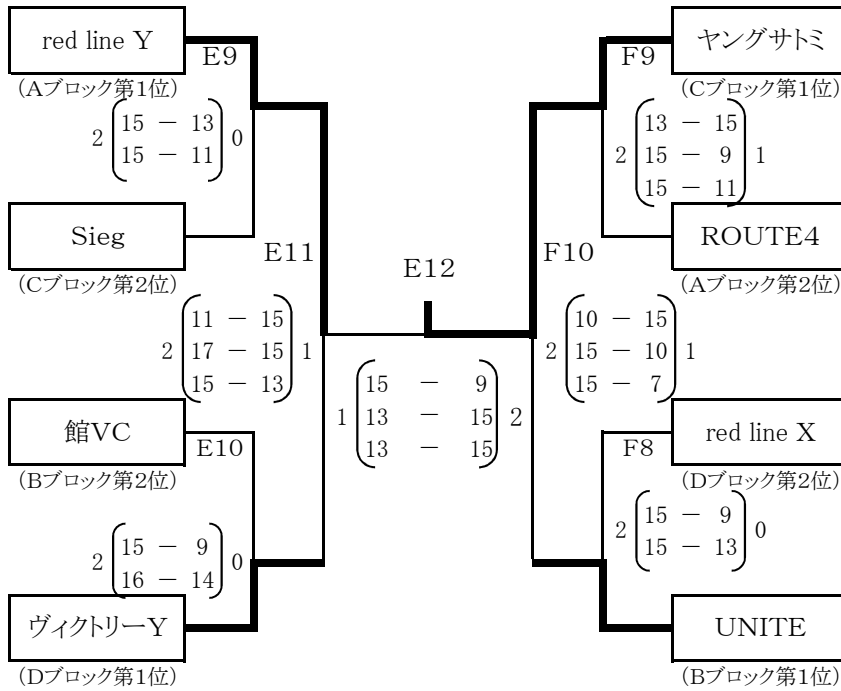 red line Y
(Aブロック第1位)
E9
2 15 － 13 0
15 － 11
Sieg
(Cブロック第2位)
E11
11 － 15
2 17 － 15 1
15 － 13
館VC
(Bブロック第2位)
E10
2 15 － 9 0
16 － 14
ヴィクトリーY
(Dブロック第1位)
E12
15 － 9
1 13 － 15 2
13 － 15
ヤングサトミ
(Cブロック第1位)
F9
13 － 15
2 15 － 9 1
15 － 11
ROUTE4
(Aブロック第2位)
F10
10 － 15
2 15 － 10 1
15 － 7
red line X
(Dブロック第2位)
F8
2 15 － 9 0
15 － 13
UNITE
(Bブロック第1位)